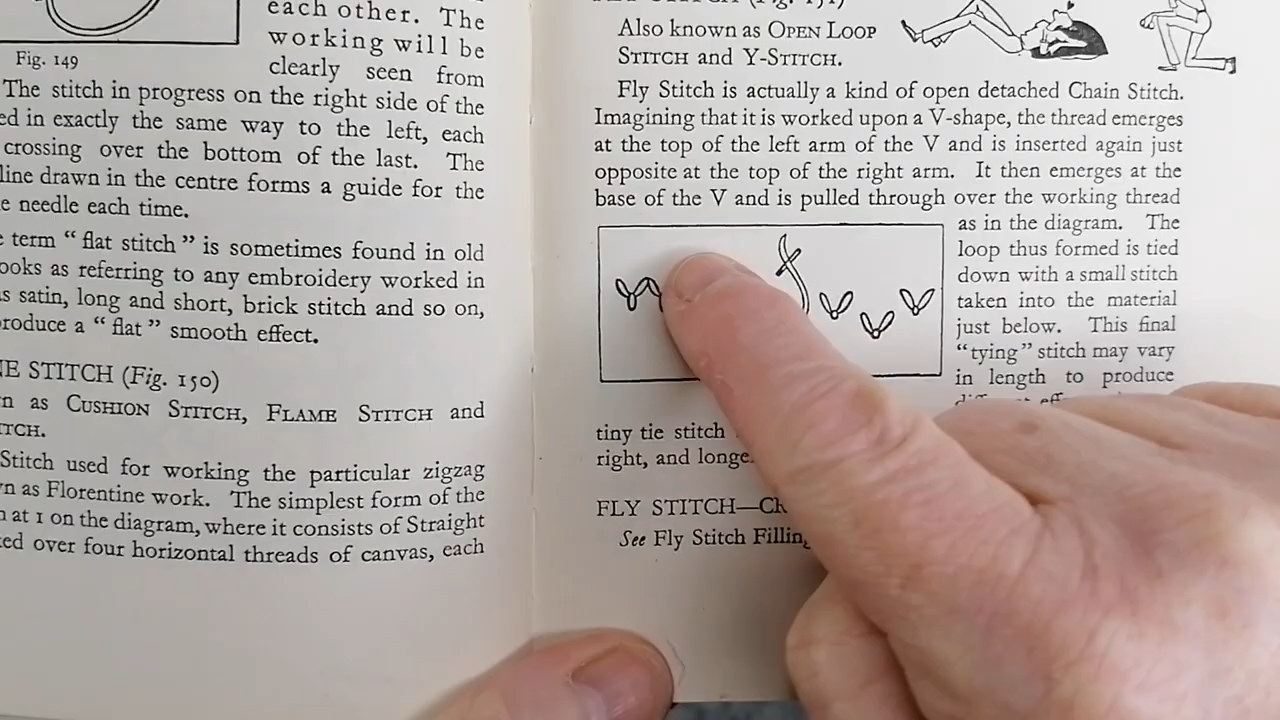 each other. The
working will be
clearly seen from
Fig. 149
The stitch in progress on the right side of the
in exactly the same way to the left, each
crossing over the bottom of the last. The
line drawn in the centre forms a guide for the
needle each time.
term "flat stitch" is sometimes found in old
as referring to any embroidery worked in
satin, long and short, brick stitch and so on,
produce a "flat" smooth effect.
STITCH (Fig. 150)
as CUSHION STITCH, FLAME STITCH and
Stitch used for working the particular zigzag
as Florentine work. The simplest form of the
at 1 on the diagram, where it consists of Straight
over four horizontal threads of canvas, each
Also known as OPEN LOOP
STITCH and Y-STITCH.
Fly Stitch is actually a kind of open detached Chain Stitch.
Imagining that it is worked upon a V-shape, the thread emerges
at the top of the left arm of the V and is inserted again just
opposite at the top of the right arm. It then emerges at the
base of the V and is pulled through over the working thread
as in the diagram. The
loop thus formed is tied
down with a small stitch
taken into the material
just below. This final
"tying" stitch may vary
in length to produce
tiny tie stitch
right, and
FLY STITCH—
See Fly Stitch